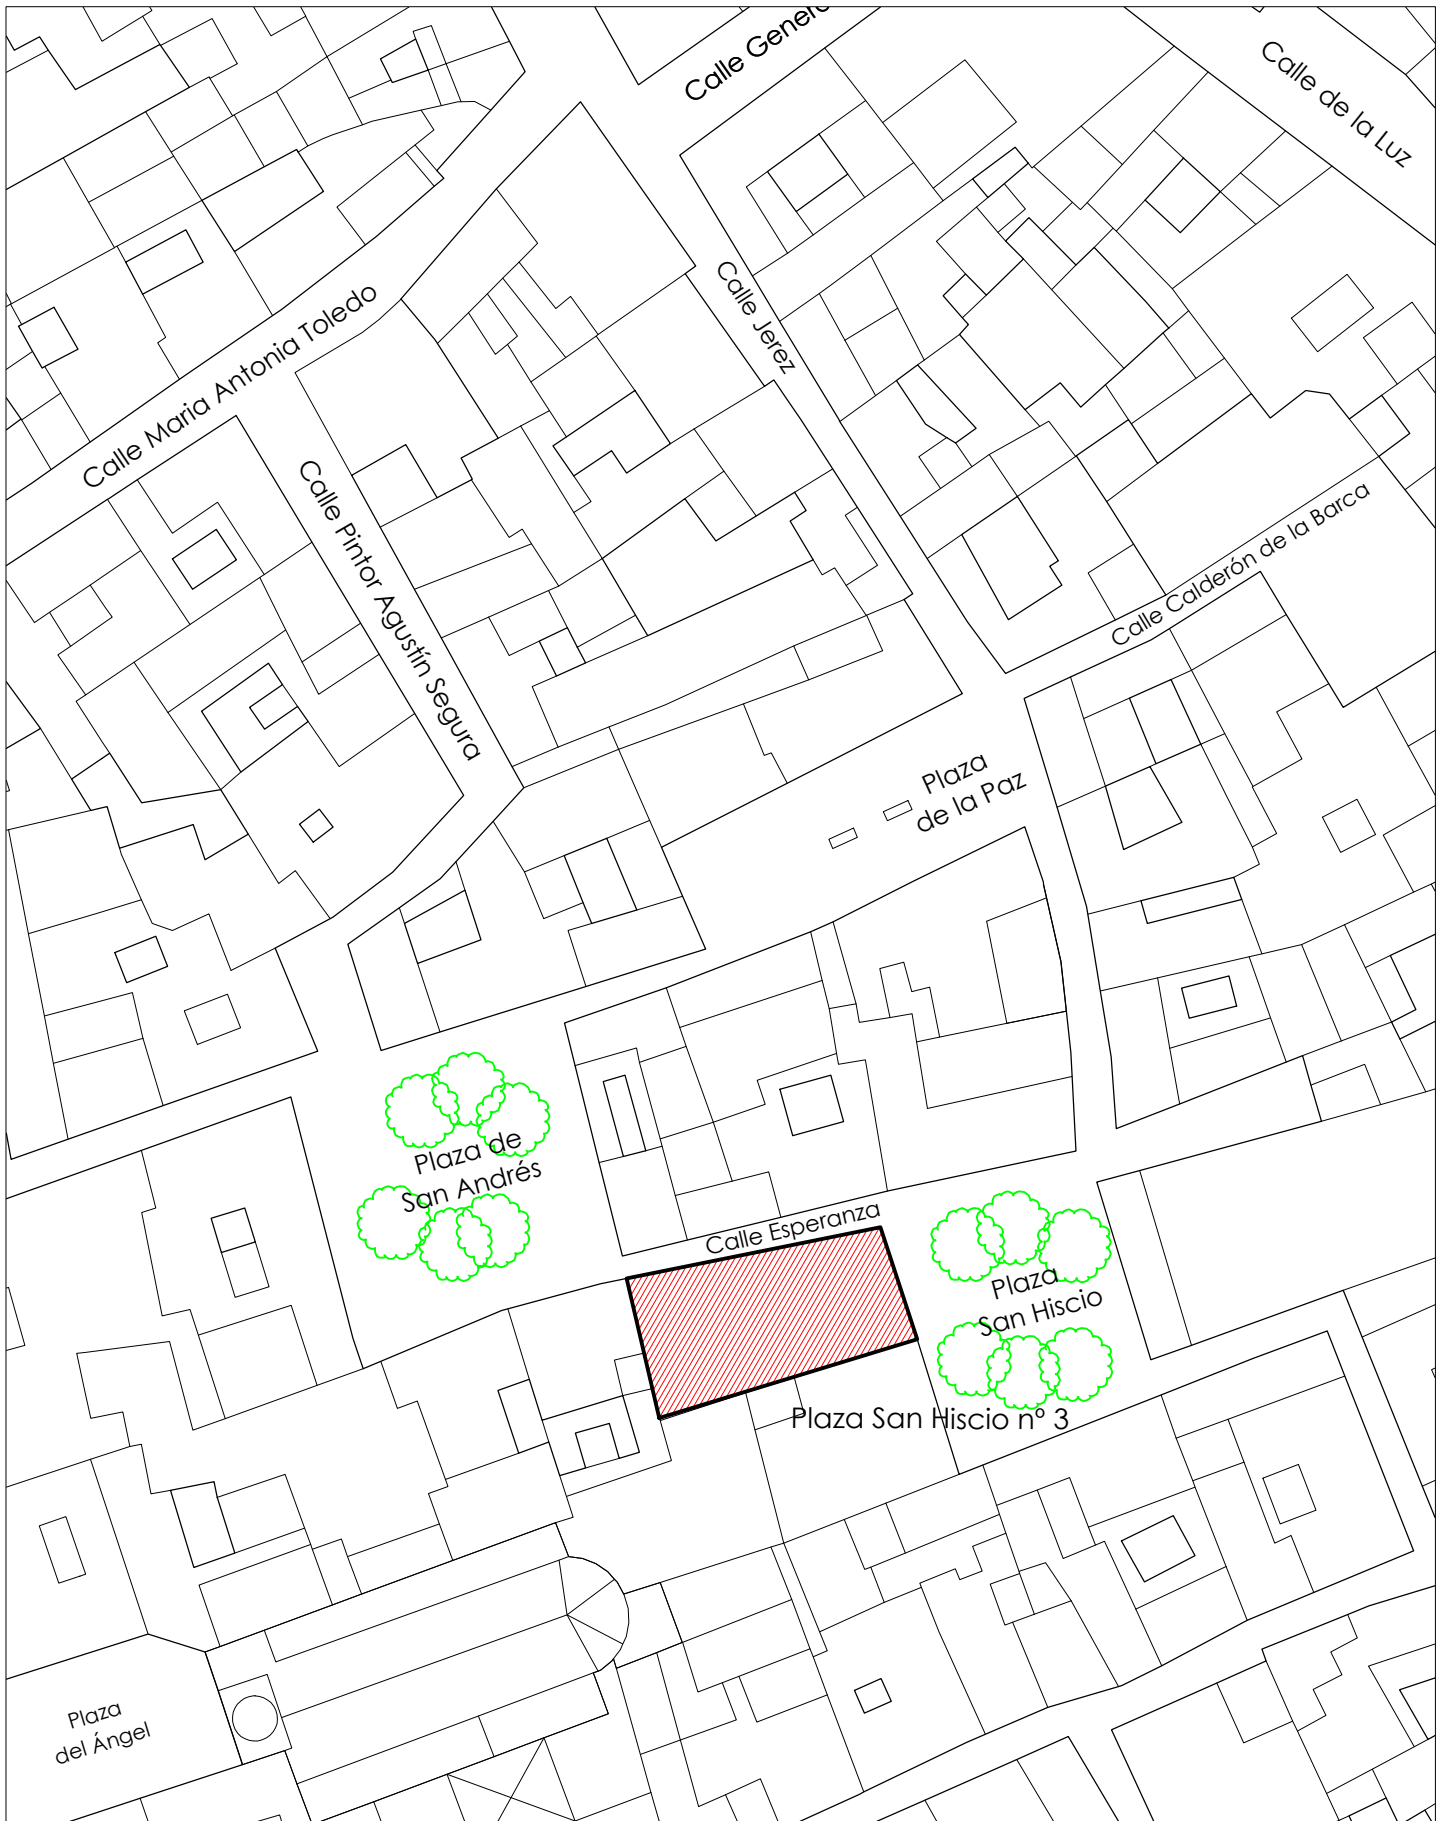 Calle Genera
Calle de la Luz
Calle Jerez
Calle Maria Antonia Toledo
Calle Pintor Agustín Segura
Calle Calderón de la Barca
Plaza
de la Paz
Plaza de
San Andrés
Calle Esperanza
Plaza
San Hiscio
Plaza San Hiscio nº 3
Plaza
del Ángel